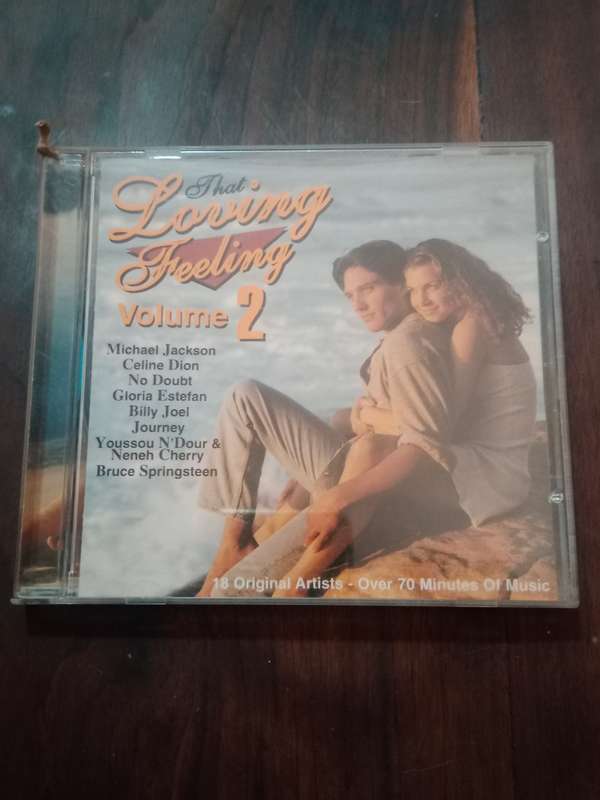 That
Loving
Feeling
Volume 2
Michael Jackson
Celine Dion
No Doubt
Gloria Estefan
Billy Joel
Journey
Youssou N'Dour &
Neneh Cherry
Bruce Springsteen
18 Original Artists - Over 70 Minutes Of Music